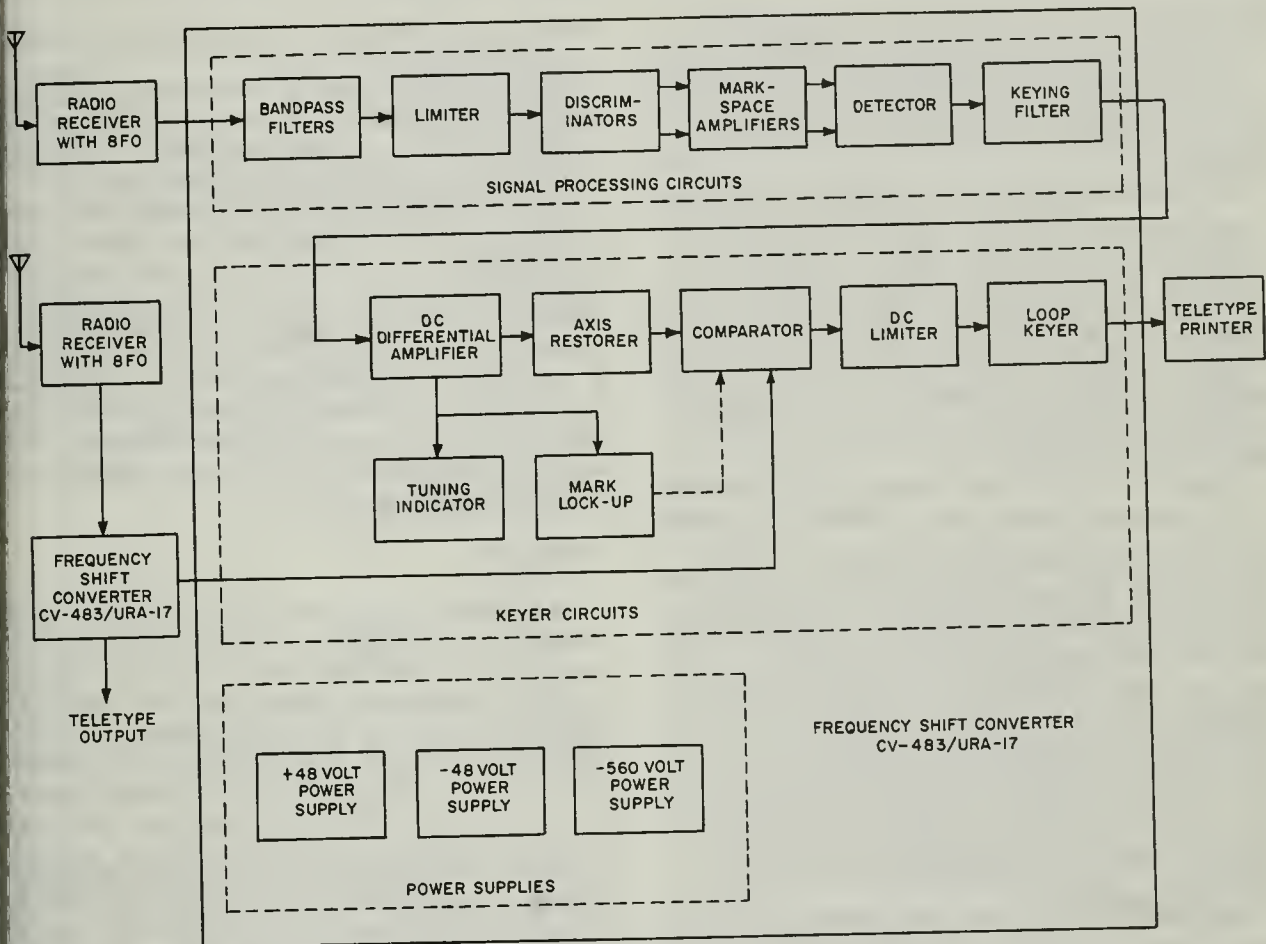 RADIO
RECEIVER
WITH 8FO
BANDPASS
FILTERS
LIMITER
DISCRIM-
INATORS
MARK-
SPACE
AMPLIFIERS
DETECTOR
KEYING
FILTER
SIGNAL PROCESSING CIRCUITS
RADIO
RECEIVER
WITH 8FO
DC
DIFFERENTIAL
AMPLIFIER
AXIS
RESTORER
COMPARATOR
DC
LIMITER
LOOP
KEYER
TELETYPE
PRINTER
TUNING
INDICATOR
MARK
LOCK-UP
FREQUENCY
SHIFT
CONVERTER
CV-483/URA-17
KEYER CIRCUITS
TELETYPE
OUTPUT
+48 VOLT
POWER
SUPPLY
-48 VOLT
POWER
SUPPLY
-560 VOLT
POWER
SUPPLY
POWER SUPPLIES
FREQUENCY SHIFT CONVERTER
CV-483/URA-17